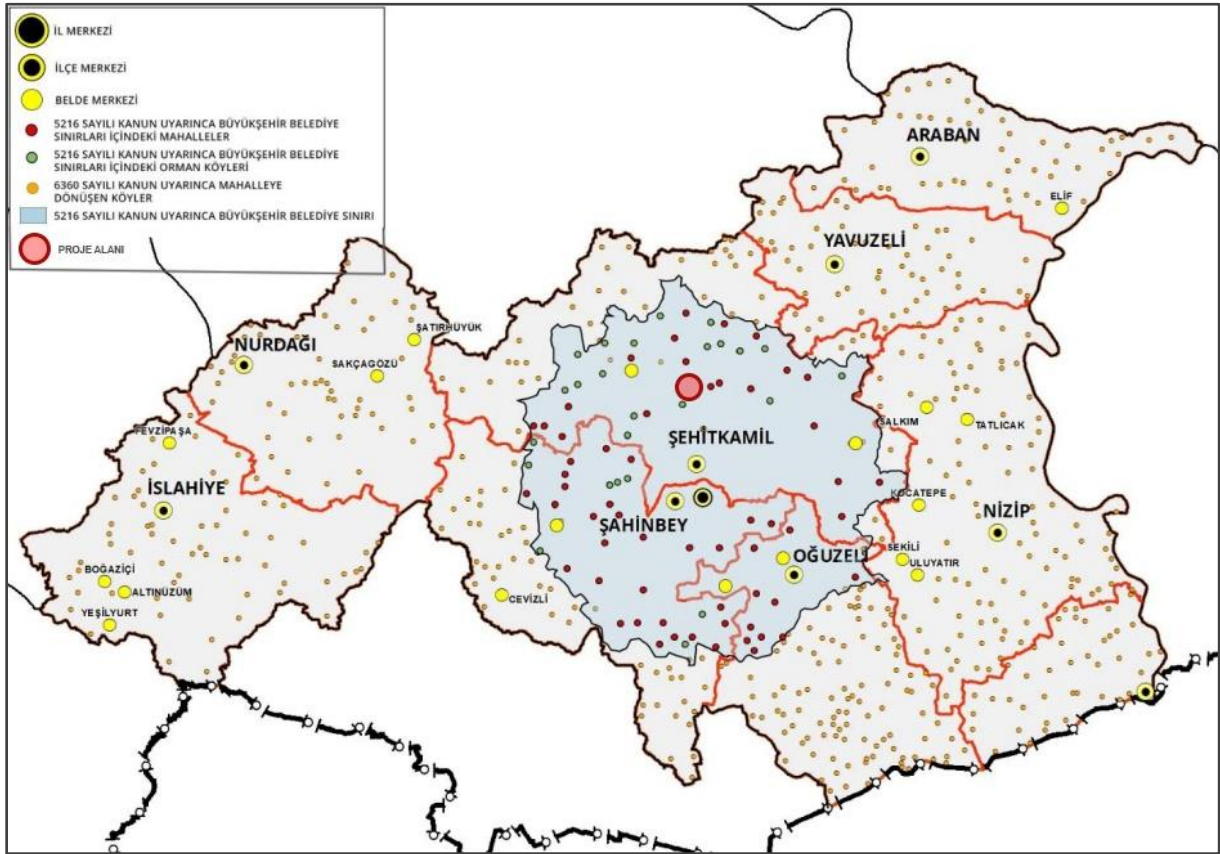 İL MERKEZİ
İLÇE MERKEZİ
BELDE MERKEZİ
5216 SAYILI KANUN UYARINCA BÜYÜKŞEHİR BELEDİYE
SINIRLARI İÇİNDEKİ MAHALLELER
5216 SAYILI KANUN UYARINCA BÜYÜKŞEHİR BELEDİYE
SINIRLARI İÇİNDEKİ ORMAN KÖYLERİ
6360 SAYILI KANUN UYARINCA MAHALLEYE
DÖNÜŞEN KÖYLER
5216 SAYILI KANUN UYARINCA BÜYÜKŞEHİR BELEDİYE SINIRI
PROJE ALANI
ARABAN
ELİF
YAVUZELİ
ŞATIRHÜYÜK
NURDAĞI
SAKÇAGÖZÜ
SALKIM
TATLICAK
FEVZİPAŞA
ŞEHİTKAMİL
İSLAHİYE
KOCATEPE
NİZİP
ŞAHİNBEY
OĞUZELİ
SEKİLİ
ULUYATIR
BOĞAZİÇİ
ALTINÜZÜM
CEVİZLİ
YEŞİLYURT